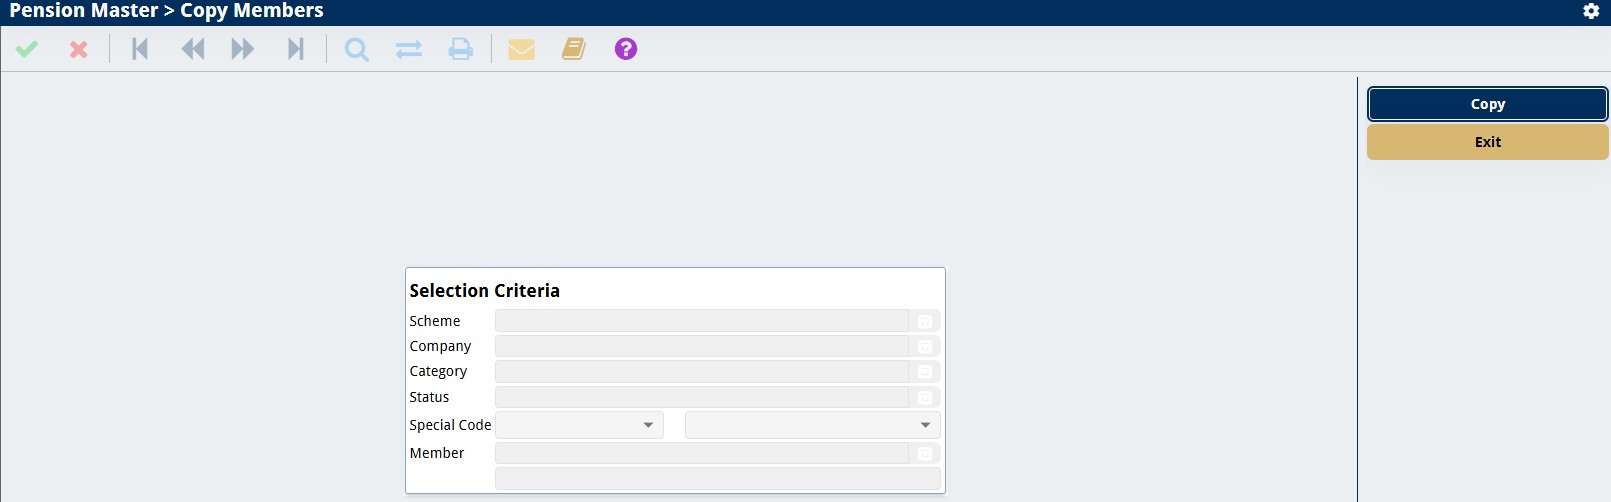 Pension Master > Copy Members
?
Copy
Exit
Selection Criteria
Scheme
Company
Category
Status
Special Code
Member